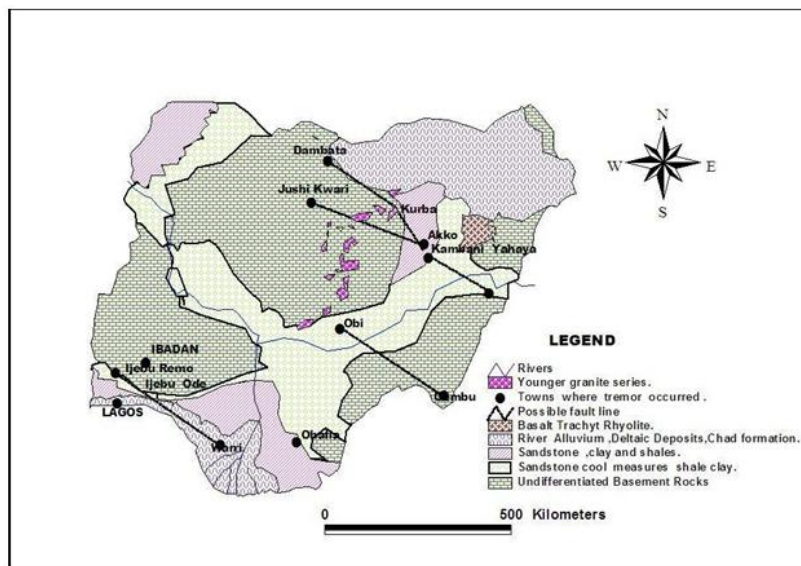 N
W E
S
Dambata
Jushi Kwari
Kurba
Akko
Kamwani Yahaya
Obi
IBADAN
Ijebu Remo
Ijebu Ode
LAGOS
Warri
Ohaffa
LEGEND
Rivers
Younger granite series.
Towns where tremor occurred .
Possible fault line
Basalt Trachyt Rhyolite.
River Alluvium ,Deltaic Deposits,Chad formation.
Sandstone ,clay and shales.
Sandstone cool measures shale clay.
Undifferentiated Basement Rocks
0 500 Kilometers